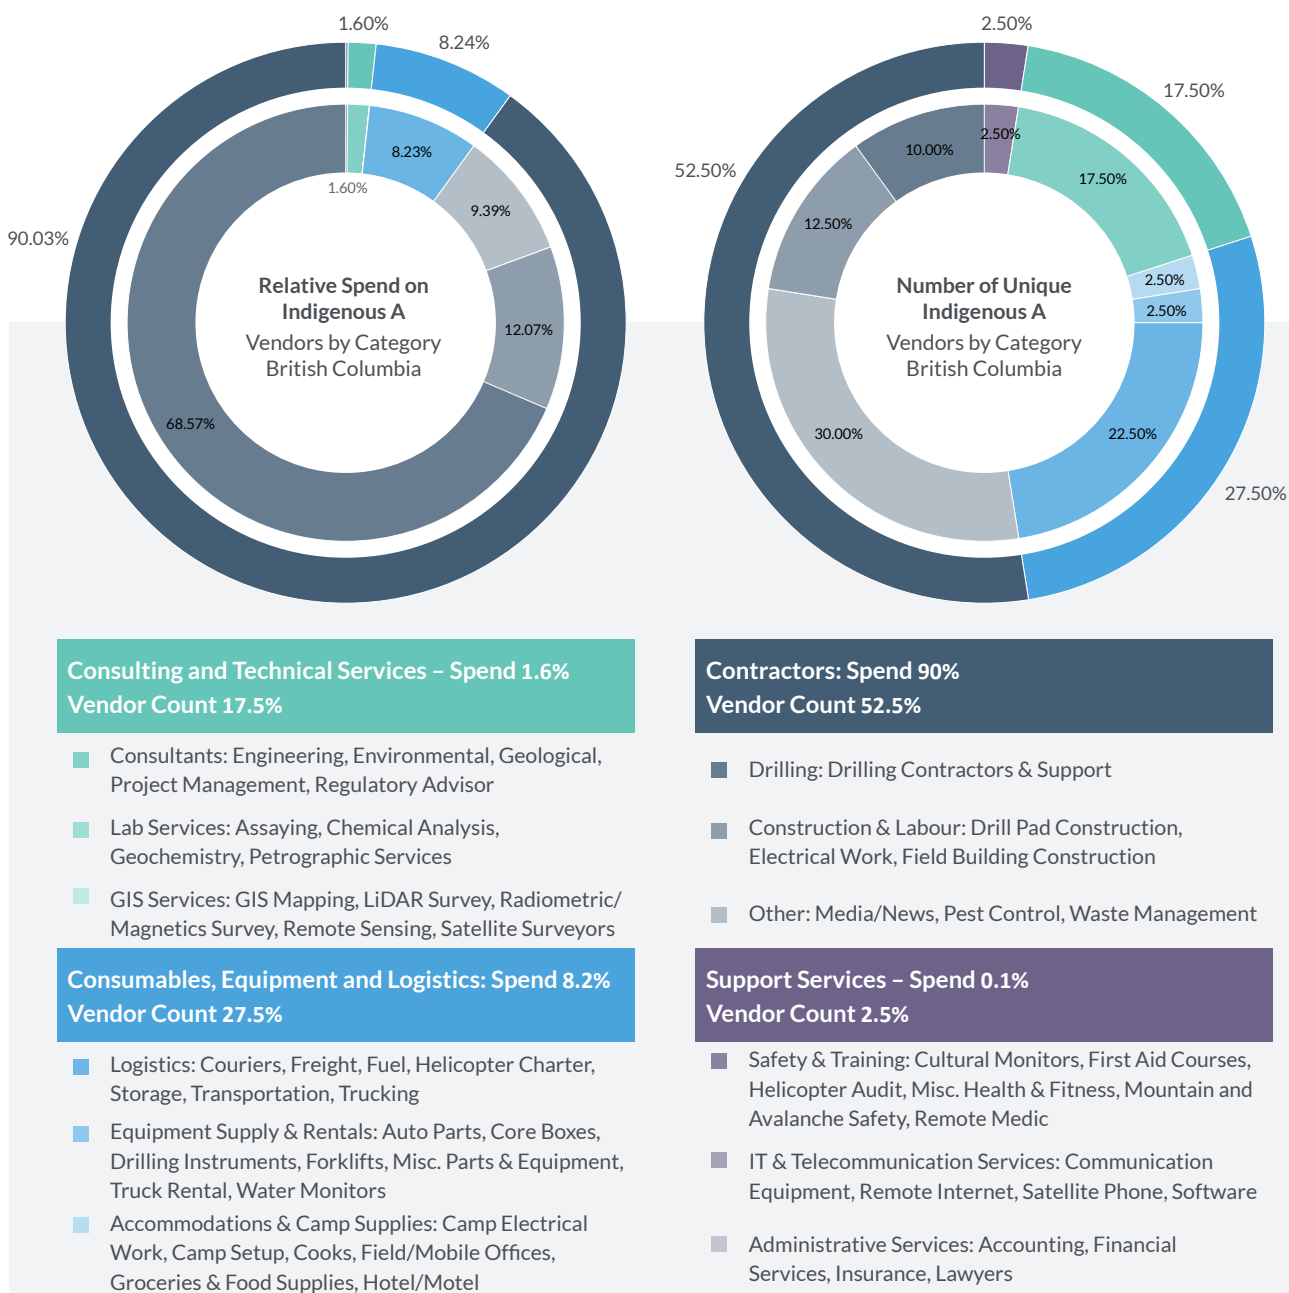 1.60%
8.24%
90.03%
8.23%
1.60%
9.39%
12.07%
68.57%
Relative Spend on
Indigenous A
Vendors by Category
British Columbia
2.50%
17.50%
52.50%
27.50%
2.50%
10.00%
17.50%
12.50%
2.50%
2.50%
30.00%
22.50%
Number of Unique
Indigenous A
Vendors by Category
British Columbia
Consulting and Technical Services – Spend 1.6%
Vendor Count 17.5%
Consultants: Engineering, Environmental, Geological,
Project Management, Regulatory Advisor
Lab Services: Assaying, Chemical Analysis,
Geochemistry, Petrographic Services
GIS Services: GIS Mapping, LiDAR Survey, Radiometric/
Magnetics Survey, Remote Sensing, Satellite Surveyors
Contractors: Spend 90%
Vendor Count 52.5%
Drilling: Drilling Contractors & Support
Construction & Labour: Drill Pad Construction,
Electrical Work, Field Building Construction
Other: Media/News, Pest Control, Waste Management
Consumables, Equipment and Logistics: Spend 8.2%
Vendor Count 27.5%
Logistics: Couriers, Freight, Fuel, Helicopter Charter,
Storage, Transportation, Trucking
Equipment Supply & Rentals: Auto Parts, Core Boxes,
Drilling Instruments, Forklifts, Misc. Parts & Equipment,
Truck Rental, Water Monitors
Accommodations & Camp Supplies: Camp Electrical
Work, Camp Setup, Cooks, Field/Mobile Offices,
Groceries & Food Supplies, Hotel/Motel
Support Services – Spend 0.1%
Vendor Count 2.5%
Safety & Training: Cultural Monitors, First Aid Courses,
Helicopter Audit, Misc. Health & Fitness, Mountain and
Avalanche Safety, Remote Medic
IT & Telecommunication Services: Communication
Equipment, Remote Internet, Satellite Phone, Software
Administrative Services: Accounting, Financial
Services, Insurance, Lawyers